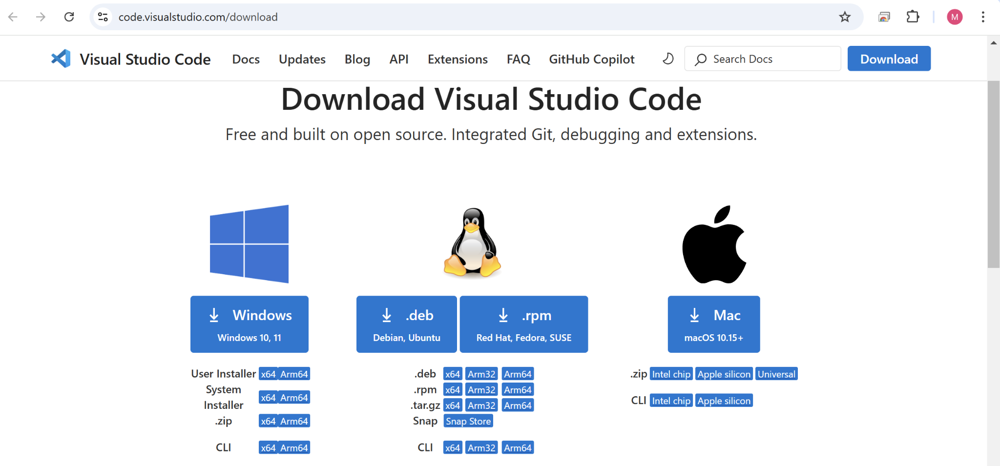 code.visualstudio.com/download
M
Visual Studio Code Docs Updates Blog API Extensions FAQ GitHub Copilot Search Docs Download
Download Visual Studio Code
Free and built on open source. Integrated Git, debugging and extensions.
Windows
Windows 10, 11
.deb
Debian, Ubuntu
.rpm
Red Hat, Fedora, SUSE
Mac
macOS 10.15+
User Installer x64 Arm64
System
Installer x64 Arm64
.zip x64 Arm64
CLI x64 Arm64
.deb x64 Arm32 Arm64
.rpm x64 Arm32 Arm64
.tar.gz x64 Arm32 Arm64
Snap Snap Store
CLI x64 Arm32 Arm64
.zip Intel chip Apple silicon Universal
CLI Intel chip Apple silicon